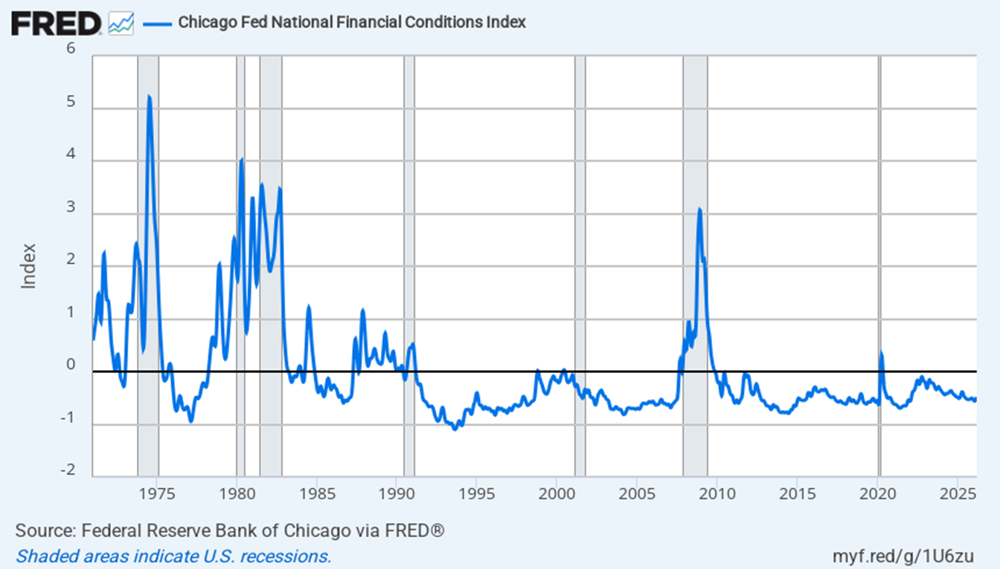 FRED Chicago Fed National Financial Conditions Index
6
5
4
3
2
1
0
-1
-2
Index
1975 1980 1985 1990 1995 2000 2005 2010 2015 2020 2025
Source: Federal Reserve Bank of Chicago via FRED®
Shaded areas indicate U.S. recessions. myf.red/g/1U6zu